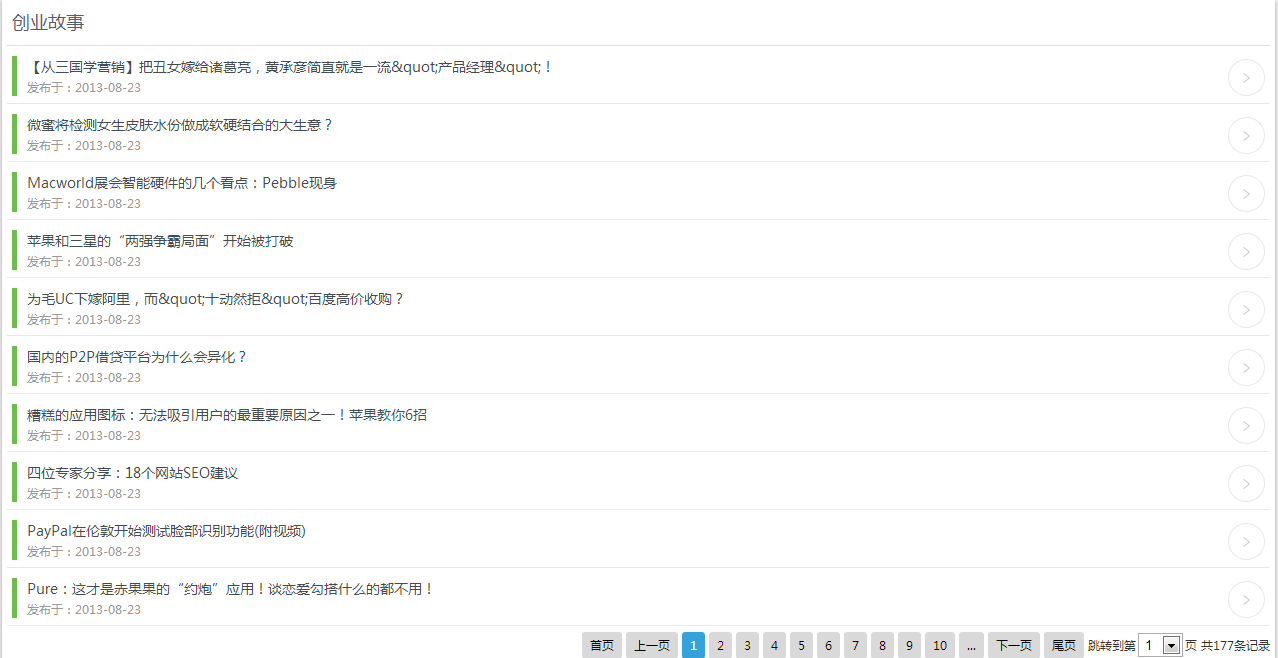 创业故事
【从三国学营销】把丑女嫁给诸葛亮，黄承彦简直就是一流&quot;产品经理&quot;！
发布于：2013-08-23
微蜜将检测女生皮肤水份做成软硬结合的大生意？
发布于：2013-08-23
Macworld展会智能硬件的几个看点：Pebble现身
发布于：2013-08-23
苹果和三星的“两强争霸局面”开始被打破
发布于：2013-08-23
为毛UC下嫁阿里，而&quot;十动然拒&quot;百度高价收购？
发布于：2013-08-23
国内的P2P借贷平台为什么会异化？
发布于：2013-08-23
糟糕的应用图标：无法吸引用户的最重要原因之一！苹果教你6招
发布于：2013-08-23
四位专家分享：18个网站SEO建议
发布于：2013-08-23
PayPal在伦敦开始测试脸部识别功能(附视频)
发布于：2013-08-23
Pure：这才是赤果果的“约炮”应用！谈恋爱勾搭什么的都不用！
发布于：2013-08-23
首页 上一页 1 2 3 4 5 6 7 8 9 10 ... 下一页 尾页 跳转到第 1 页 共177条记录